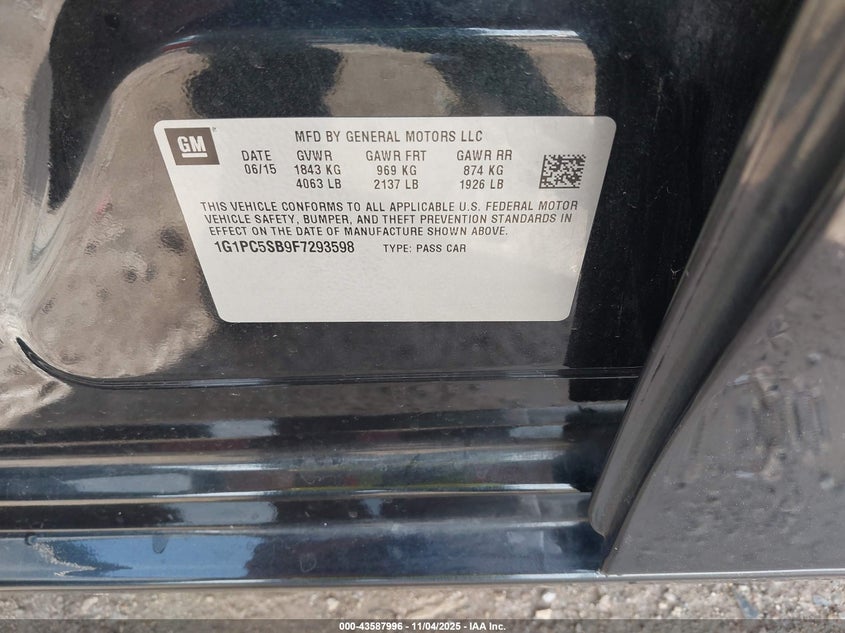 GM
MFD BY GENERAL MOTORS LLC
DATE GVWR GAWR FRT GAWR RR
06/15 1843 KG 969 KG 874 KG
4063 LB 2137 LB 1926 LB
THIS VEHICLE CONFORMS TO ALL APPLICABLE U.S. FEDERAL MOTOR
VEHICLE SAFETY, BUMPER, AND THEFT PREVENTION STANDARDS IN
EFFECT ON THE DATE OF MANUFACTURE SHOWN ABOVE.
1G1PC5SB9F7293598 TYPE: PASS CAR
000-43587996 - 11/04/2025 - IAA Inc.